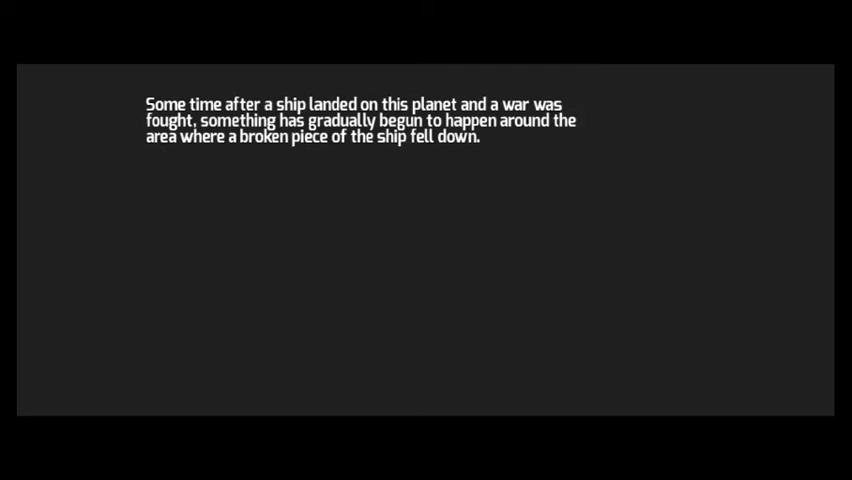 Some time after a ship landed on this planet and a war was
fought, something has gradually begun to happen around the
area where a broken piece of the ship fell down.